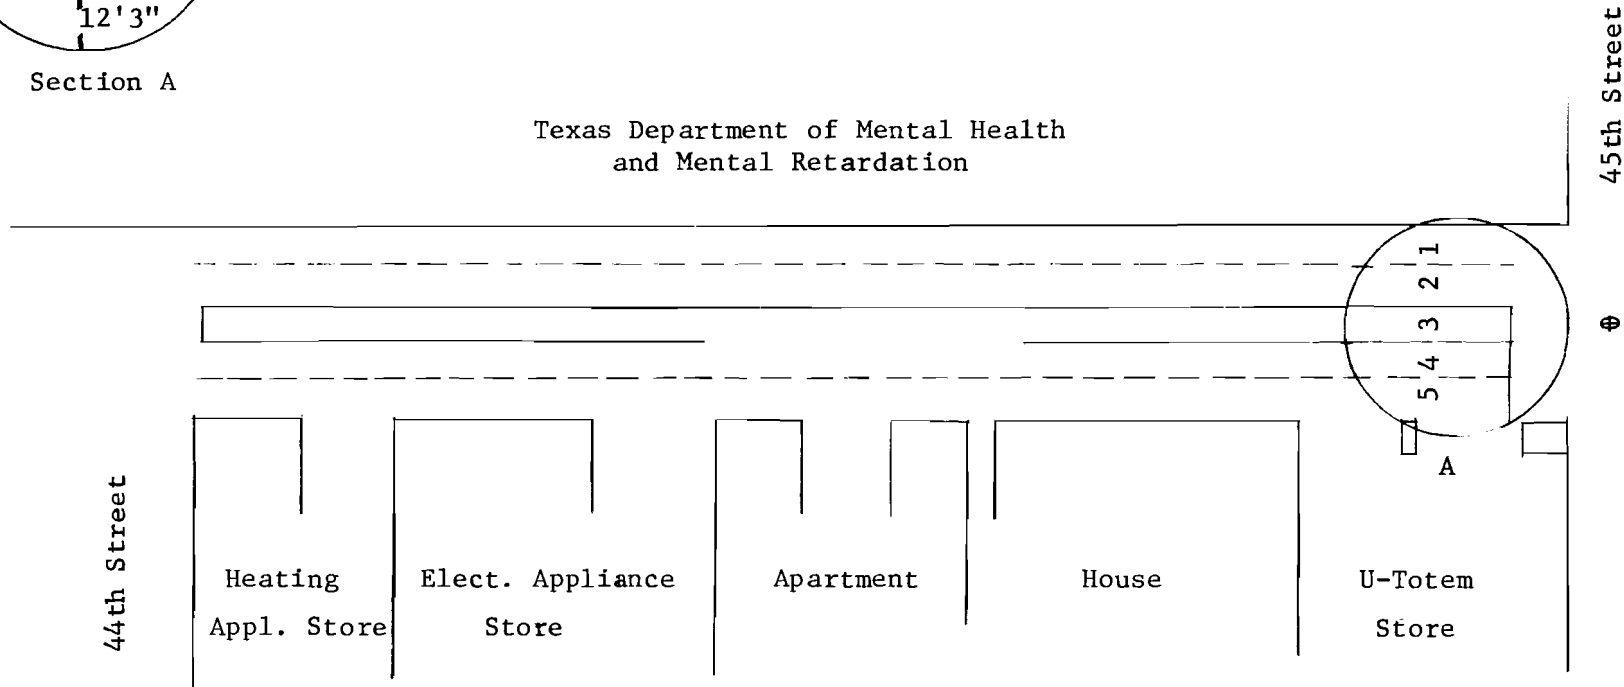 12'3"
Section A
45th Street
Texas Department of Mental Health
and Mental Retardation
1
2
3
4
5
A
44th Street
Heating
Appl. Store
Elect. Appliance
Store
Apartment
House
U-Totem
Store